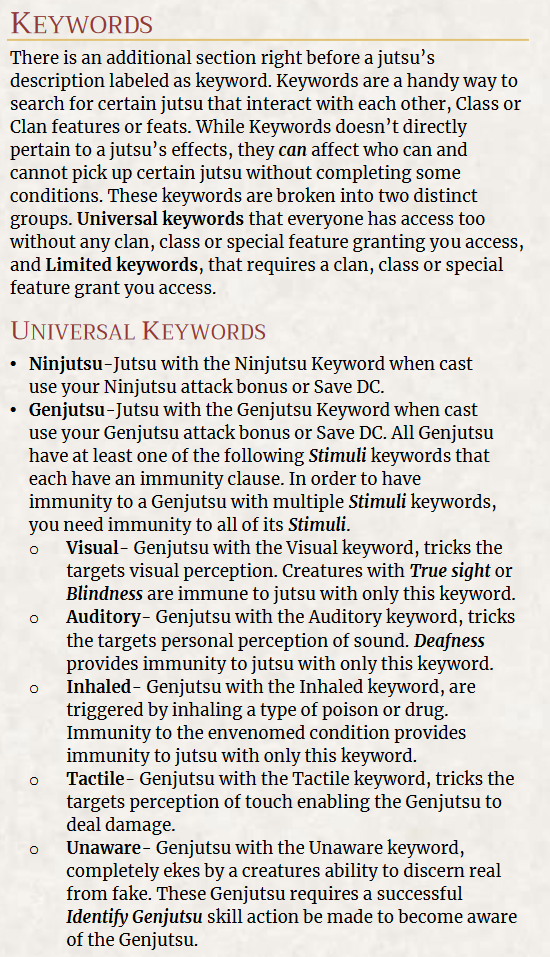 KEYWORDS
There is an additional section right before a jutsu's
description labeled as keyword. Keywords are a handy way to
search for certain jutsu that interact with each other, Class or
Clan features or feats. While Keywords doesn't directly
pertain to a jutsu's effects, they can affect who can and
cannot pick up certain jutsu without completing some
conditions. These keywords are broken into two distinct
groups. Universal keywords that everyone has access too
without any clan, class or special feature granting you access,
and Limited keywords, that requires a clan, class or special
feature grant you access.
UNIVERSAL KEYWORDS
• Ninjutsu-Jutsu with the Ninjutsu Keyword when cast
use your Ninjutsu attack bonus or Save DC.
• Genjutsu-Jutsu with the Genjutsu Keyword when cast
use your Genjutsu attack bonus or Save DC. All Genjutsu
have at least one of the following Stimuli keywords that
each have an immunity clause. In order to have
immunity to a Genjutsu with multiple Stimuli keywords,
you need immunity to all of its Stimuli.
o Visual- Genjutsu with the Visual keyword, tricks the
targets visual perception. Creatures with True sight or
Blindness are immune to jutsu with only this keyword.
o Auditory- Genjutsu with the Auditory keyword, tricks
the targets personal perception of sound. Deafness
provides immunity to jutsu with only this keyword.
o Inhaled- Genjutsu with the Inhaled keyword, are
triggered by inhaling a type of poison or drug.
Immunity to the envenomed condition provides
immunity to jutsu with only this keyword.
o Tactile- Genjutsu with the Tactile keyword, tricks the
targets perception of touch enabling the Genjutsu to
deal damage.
o Unaware- Genjutsu with the Unaware keyword,
completely ekes by a creatures ability to discern real
from fake. These Genjutsu requires a successful
Identify Genjutsu skill action be made to become aware
of the Genjutsu.